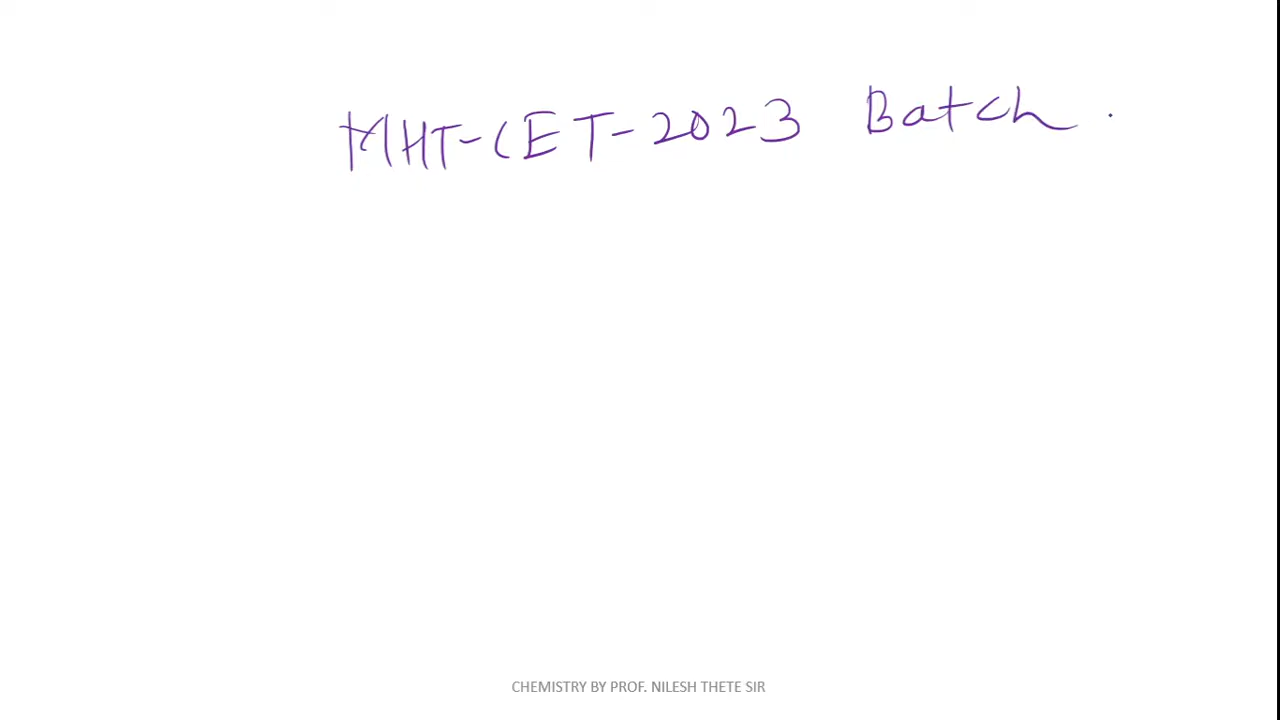 MHT-CET-2023 Batch .
CHEMISTRY BY PROF. NILESH THETE SIR